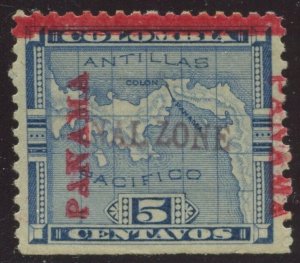 COLOMBIA
ANTILLAS
COLON
PANAMA
PANAMA
CANAL ZONE
PACIFICO
5
CENTAVOS